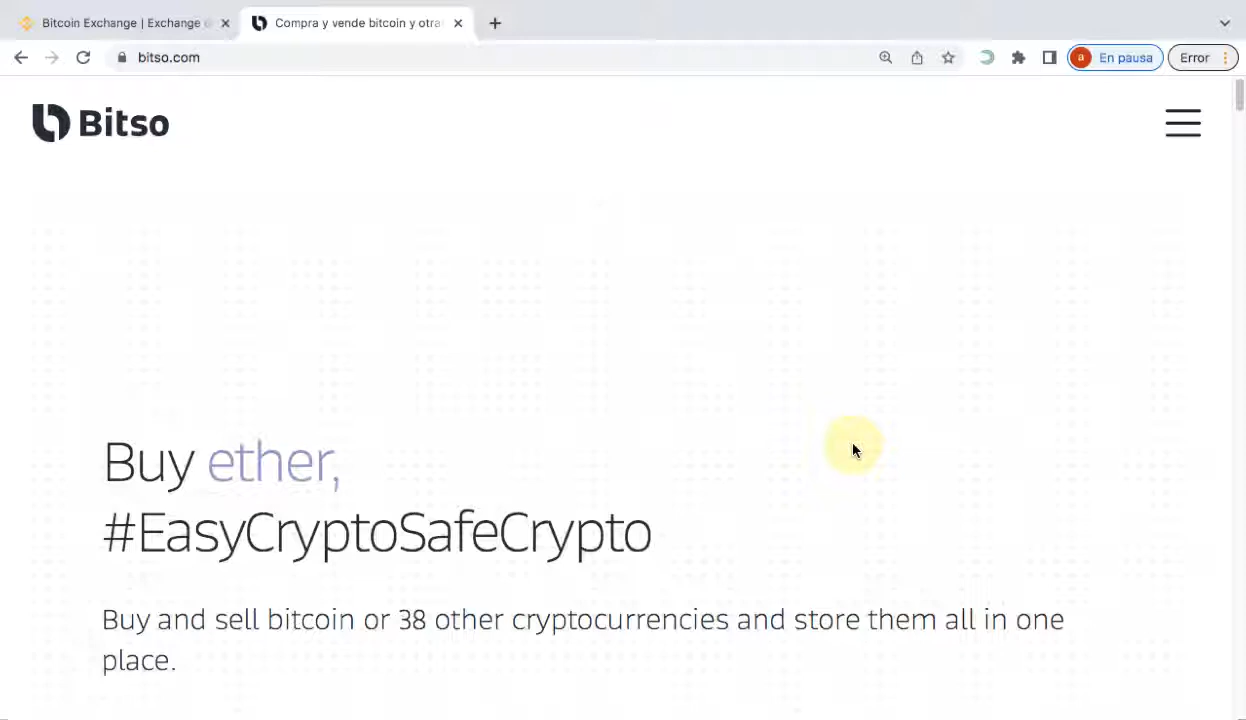 Bitcoin Exchange | Exchange
Compra y vende bitcoin y otra
bitso.com
a
En pausa
Error
Bitso
Buy ether,
#EasyCryptoSafeCrypto
Buy and sell bitcoin or 38 other cryptocurrencies and store them all in one
place.